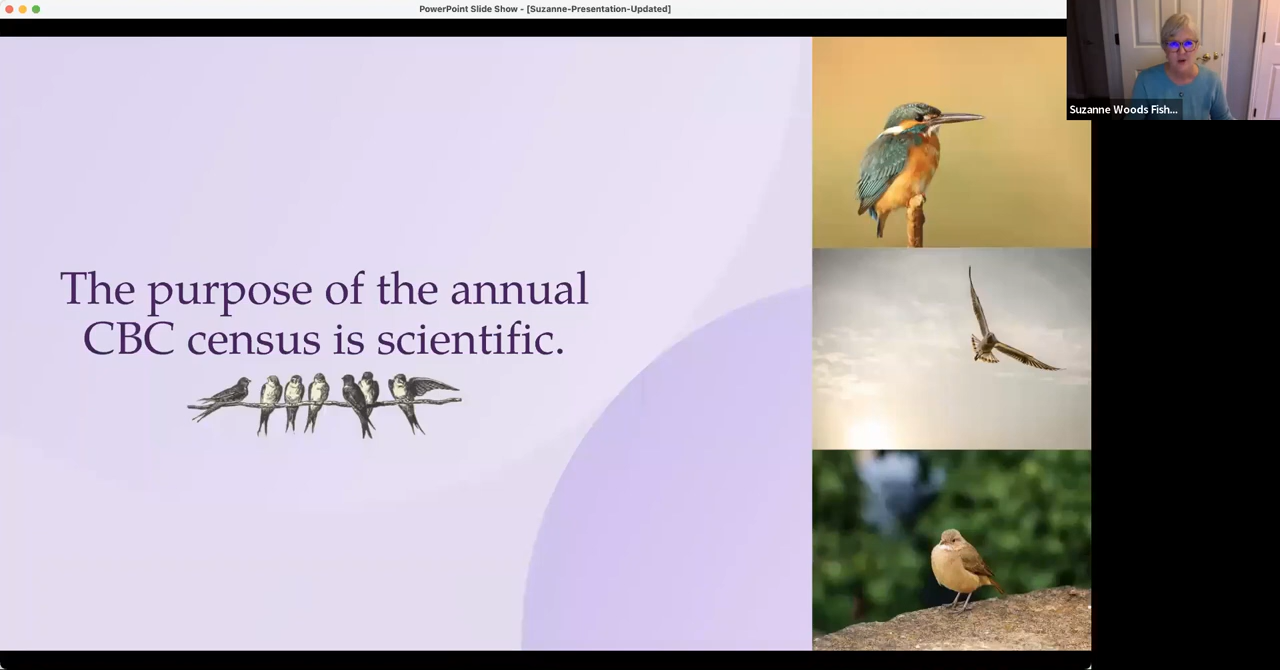 PowerPoint Slide Show - [Suzanne-Presentation-Updated]
Suzanne Woods Fish...
The purpose of the annual
CBC census is scientific.